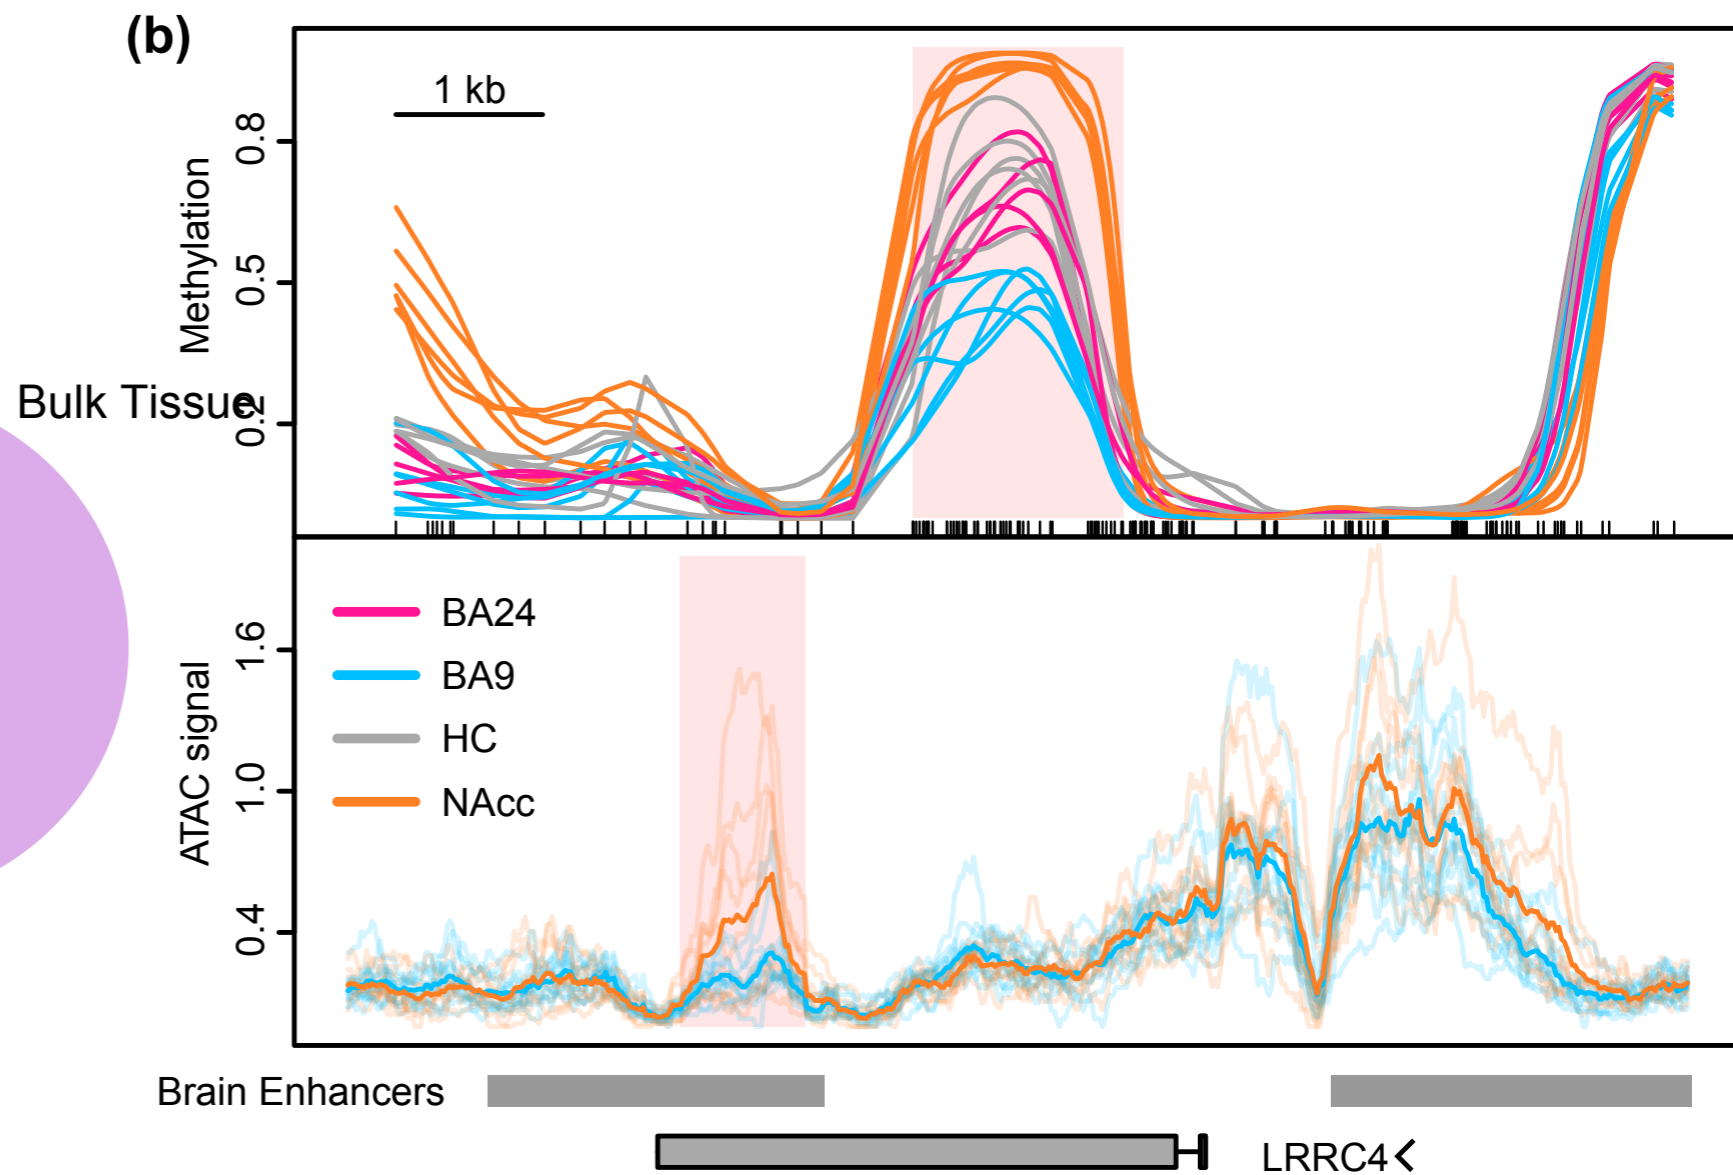 (b)
1 kb
Methylation
0.8
0.5
0.2
Bulk Tissue
ATAC signal
1.6
1.0
0.4
BA24
BA9
HC
NAcc
Brain Enhancers
LRRC4 <